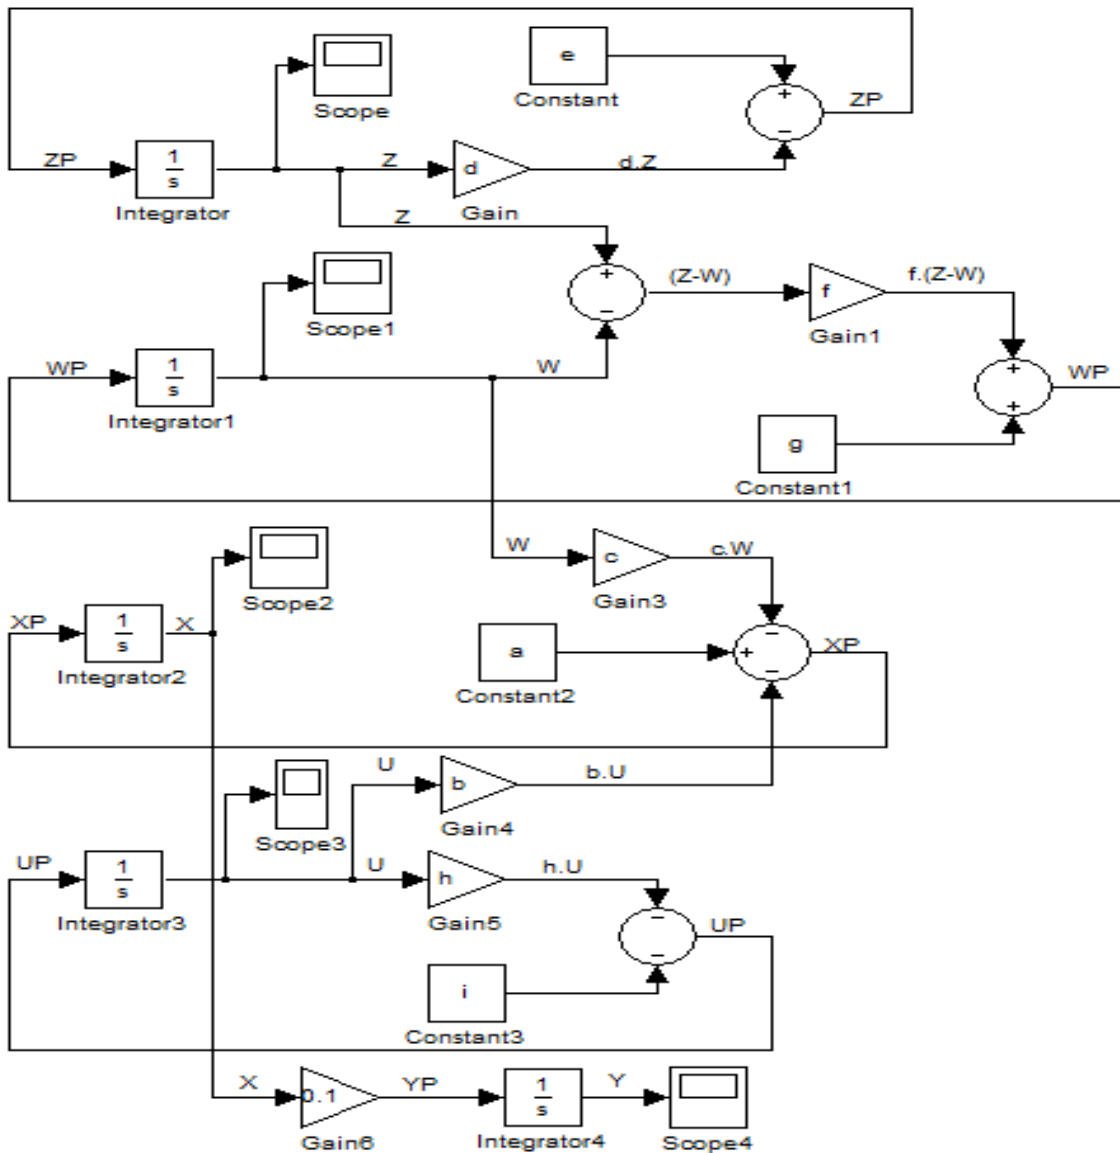 e
+
ZP
Scope
Constant
−
ZP
1
s
Z
d
d.Z
Integrator
Gain
Z
+
(Z-W)
f
f.(Z-W)
−
Scope1
Gain1
WP
1
s
W
+
WP
+
Integrator1
g
Constant1
W
c
c.W
Scope2
Gain3
XP
1
s
X
a
−
+
XP
−
Integrator2
Constant2
U
b
b.U
Scope3
Gain4
UP
1
s
U
h
h.U
Integrator3
Gain5
−
UP
−
i
Constant3
X
0.1
YP
1
s
Y
Gain6
Integrator4
Scope4